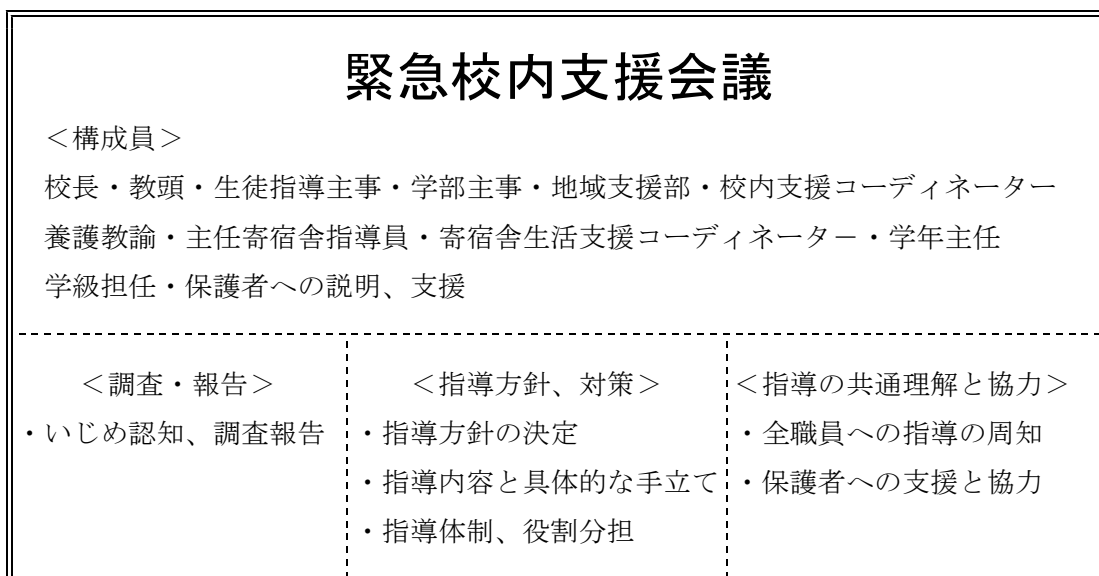 緊急校内支援会議
＜構成員＞
校長・教頭・生徒指導主事・学部主事・地域支援部・校内支援コーディネーター
養護教諭・主任寄宿舎指導員・寄宿舎生活支援コーディネータ－・学年主任
学級担任・保護者への説明、支援
＜調査・報告＞
・いじめ認知、調査報告
＜指導方針、対策＞
・指導方針の決定
・指導内容と具体的な手立て
・指導体制、役割分担
＜指導の共通理解と協力＞
・全職員への指導の周知
・保護者への支援と協力